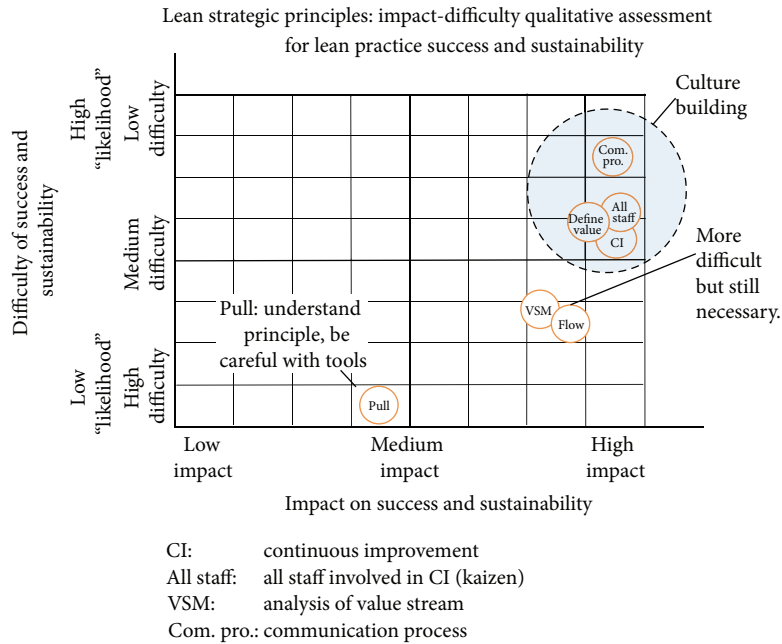 Lean strategic principles: impact-difficulty qualitative assessment
for lean practice success and sustainability
Difficulty of success and
sustainability
High
“likelihood”
Low
difficulty
Medium
difficulty
Low
“likelihood”
High
difficulty
Culture
building
Com.
pro.
All
staff
Define
value
CI
More
difficult
but still
necessary.
VSM
Flow
Pull: understand
principle, be
careful with tools
Pull
Low
impact
Medium
impact
High
impact
Impact on success and sustainability
CI: continuous improvement
All staff: all staff involved in CI (kaizen)
VSM: analysis of value stream
Com. pro.: communication process